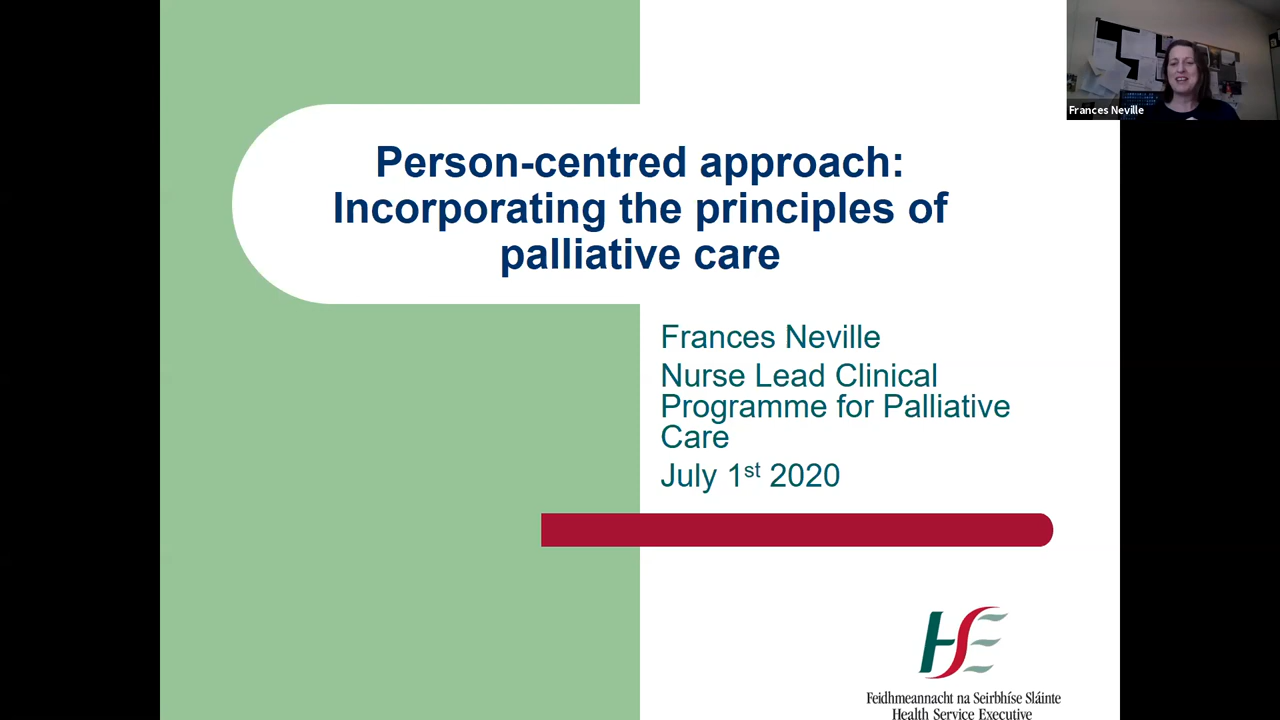 Person-centred approach:
Incorporating the principles of
palliative care
Frances Neville
Nurse Lead Clinical
Programme for Palliative
Care
July 1st 2020
HSE
Feidhmeannacht na Seirbhíse Sláinte
Health Service Executive
Frances Neville